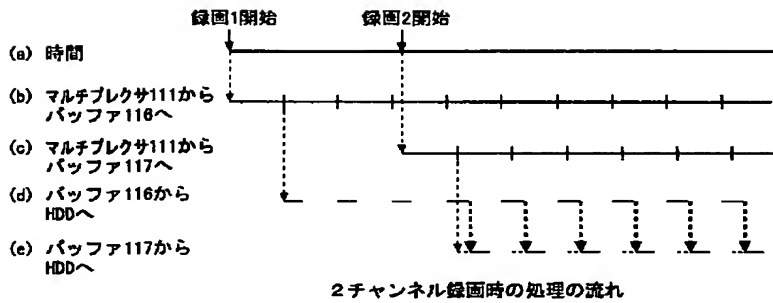 録画1開始 録画2開始
(a) 時間
(b) マルチプレクサ111から
バッファ116へ
(c) マルチプレクサ111から
バッファ117へ
(d) バッファ116から
HDDへ
(e) バッファ117から
HDDへ
2チャンネル録画時の処理の流れ